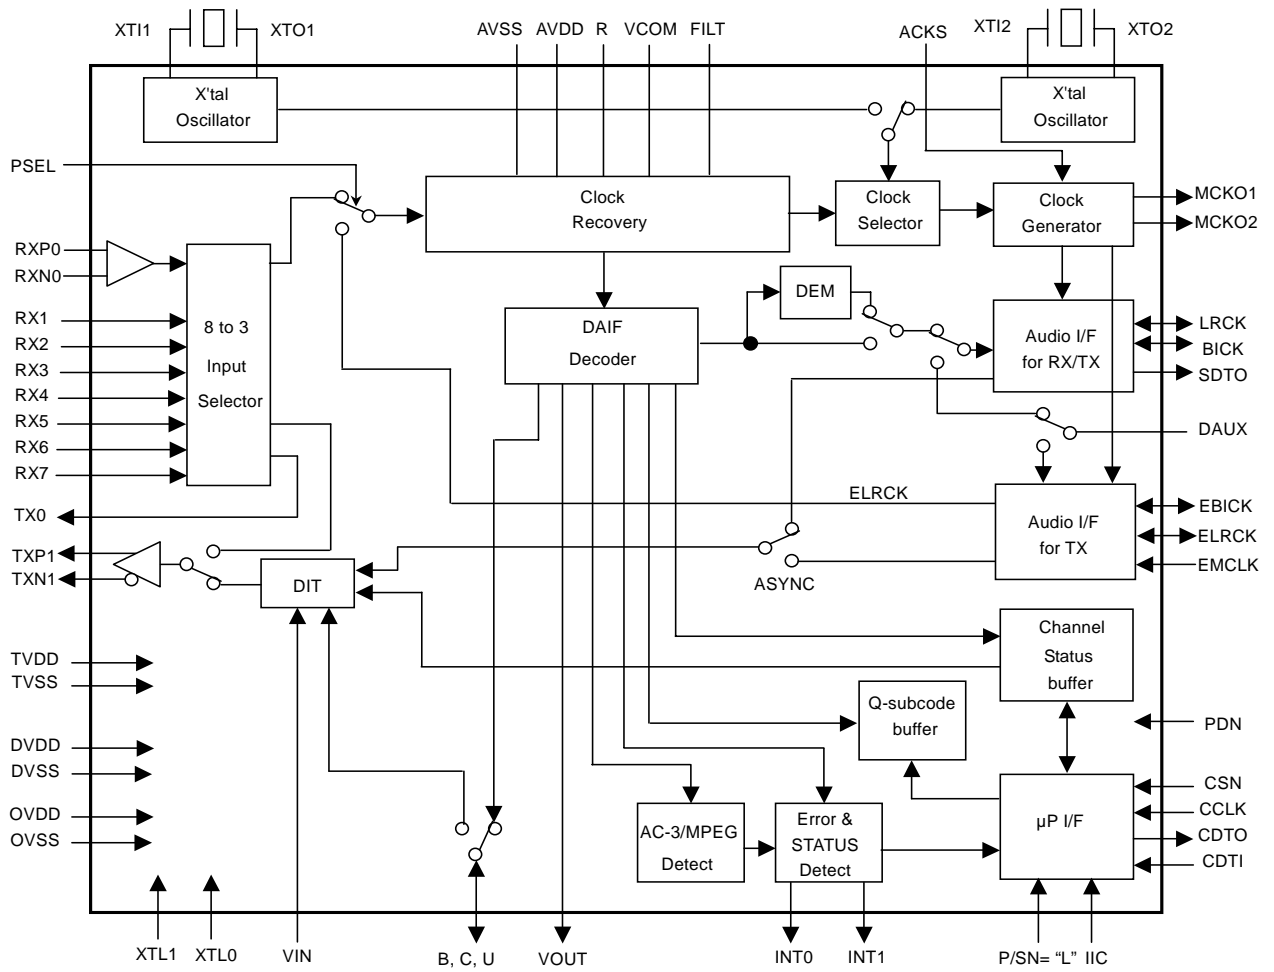 XTI1
XTO1
AVSS
AVDD
R
VCOM
FILT
ACKS
XTI2
XTO2
X'tal
Oscillator
X'tal
Oscillator
PSEL
Clock
Recovery
Clock
Selector
Clock
Generator
MCKO1
MCKO2
RXP0
RXN0
RX1
RX2
RX3
RX4
RX5
RX6
RX7
8 to 3
Input
Selector
DEM
DAIF
Decoder
Audio I/F
for RX/TX
LRCK
BICK
SDTO
DAUX
TX0
TXP1
TXN1
ELRCK
Audio I/F
for TX
EBICK
ELRCK
EMCLK
DIT
ASYNC
Channel
Status
buffer
TVDD
TVSS
DVDD
DVSS
OVDD
OVSS
Q-subcode
buffer
PDN
CSN
CCLK
CDTO
CDTI
AC-3/MPEG
Detect
Error &
STATUS
Detect
µP I/F
XTL1
XTL0
VIN
B, C, U
VOUT
INT0
INT1
P/SN= “L”
IIC